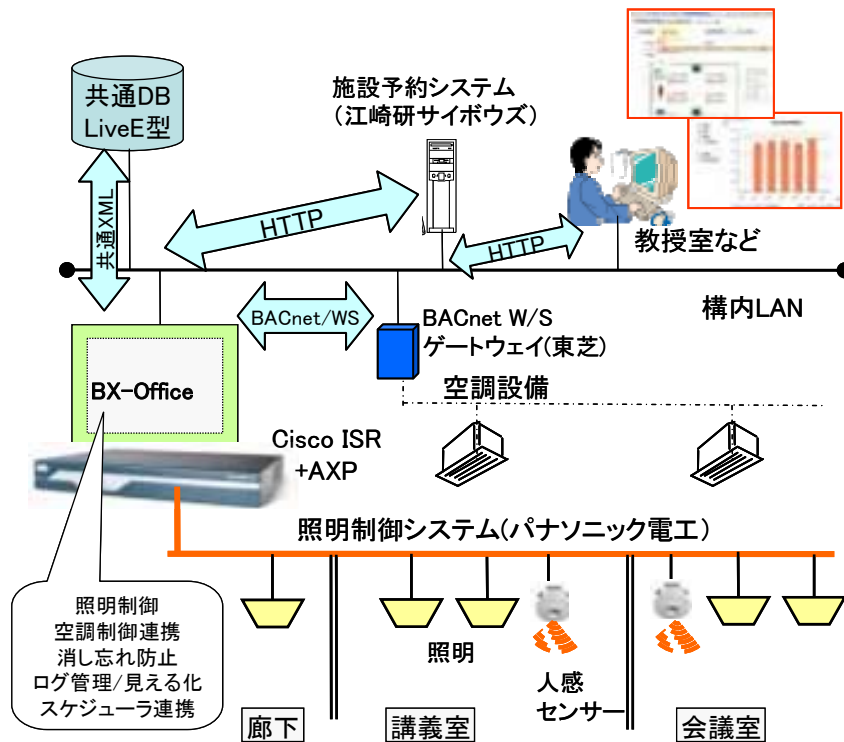 共通DB
LiveE型
施設予約システム
（江崎研サイボウズ）
共通XML
HTTP
HTTP
教授室など
構内LAN
BACnet/WS
BACnet W/S
ゲートウェイ(東芝)
空調設備
BX-Office
Cisco ISR
+AXP
照明制御システム(パナソニック電工)
照明制御
空調制御連携
消し忘れ防止
ログ管理/見える化
スケジューラ連携
照明
人感
センサー
廊下
講義室
会議室